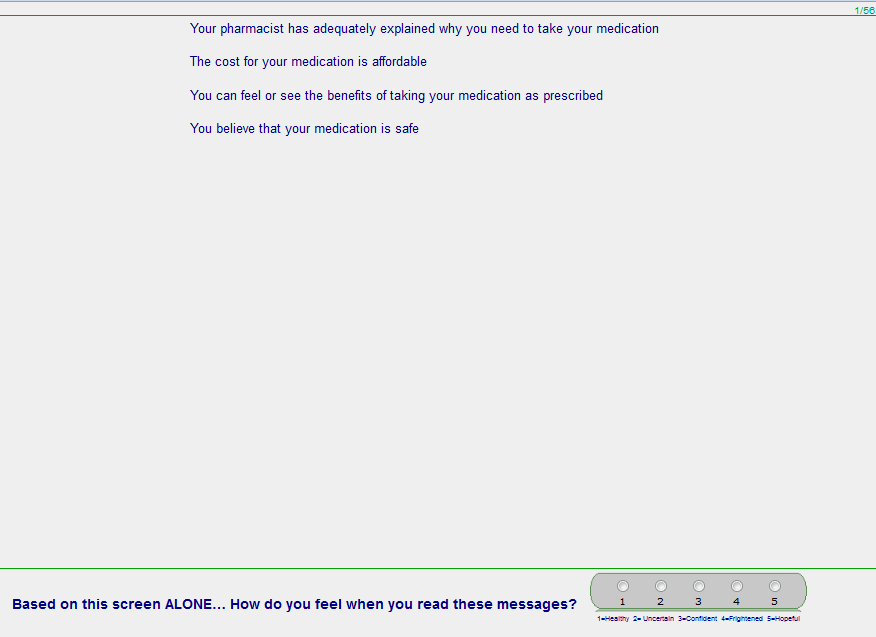 1/56
Your pharmacist has adequately explained why you need to take your medication
The cost for your medication is affordable
You can feel or see the benefits of taking your medication as prescribed
You believe that your medication is safe
Based on this screen ALONE... How do you feel when you read these messages?
1 2 3 4 5
1=Healthy 2= Uncertain 3=Confident 4=Frightened 5=Hopeful